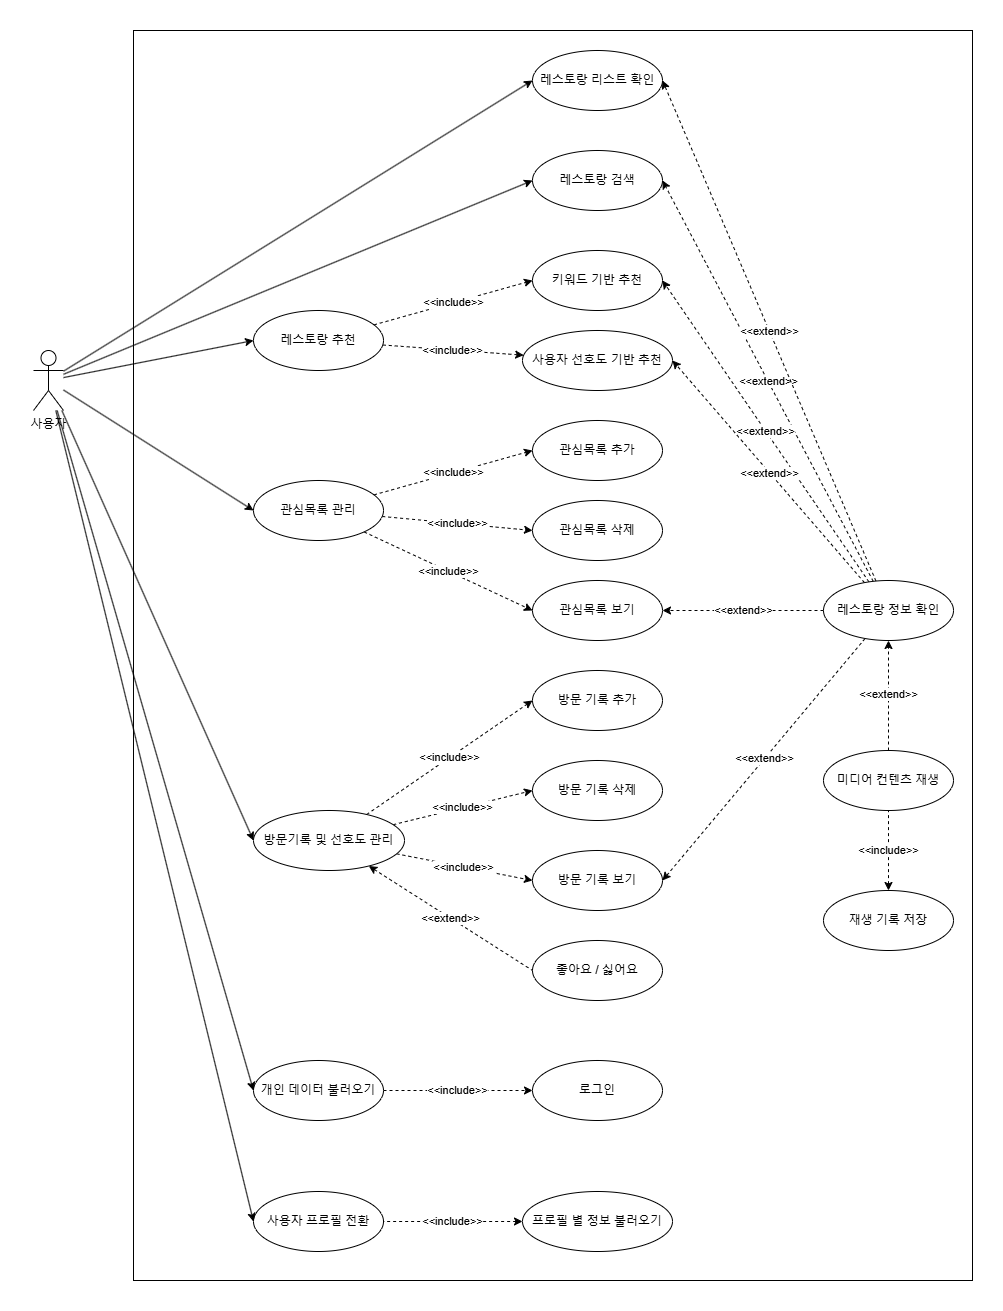 레스토랑 리스트 확인
레스토랑 검색
키워드 기반 추천
<<include>>
레스토랑 추천
<<extend>>
<<include>>
사용자 선호도 기반 추천
<<extend>>
사용자
<<extend>>
관심목록 추가
<<include>>
<<extend>>
관심목록 관리
<<include>>
관심목록 삭제
<<include>>
관심목록 보기
<<extend>>
레스토랑 정보 확인
<<extend>>
방문 기록 추가
<<include>>
<<extend>>
미디어 컨텐츠 재생
방문 기록 삭제
<<include>>
방문기록 및 선호도 관리
<<include>>
<<include>>
방문 기록 보기
<<extend>>
재생 기록 저장
좋아요 / 싫어요
개인 데이터 불러오기
<<include>>
로그인
사용자 프로필 전환
<<include>>
프로필 별 정보 불러오기